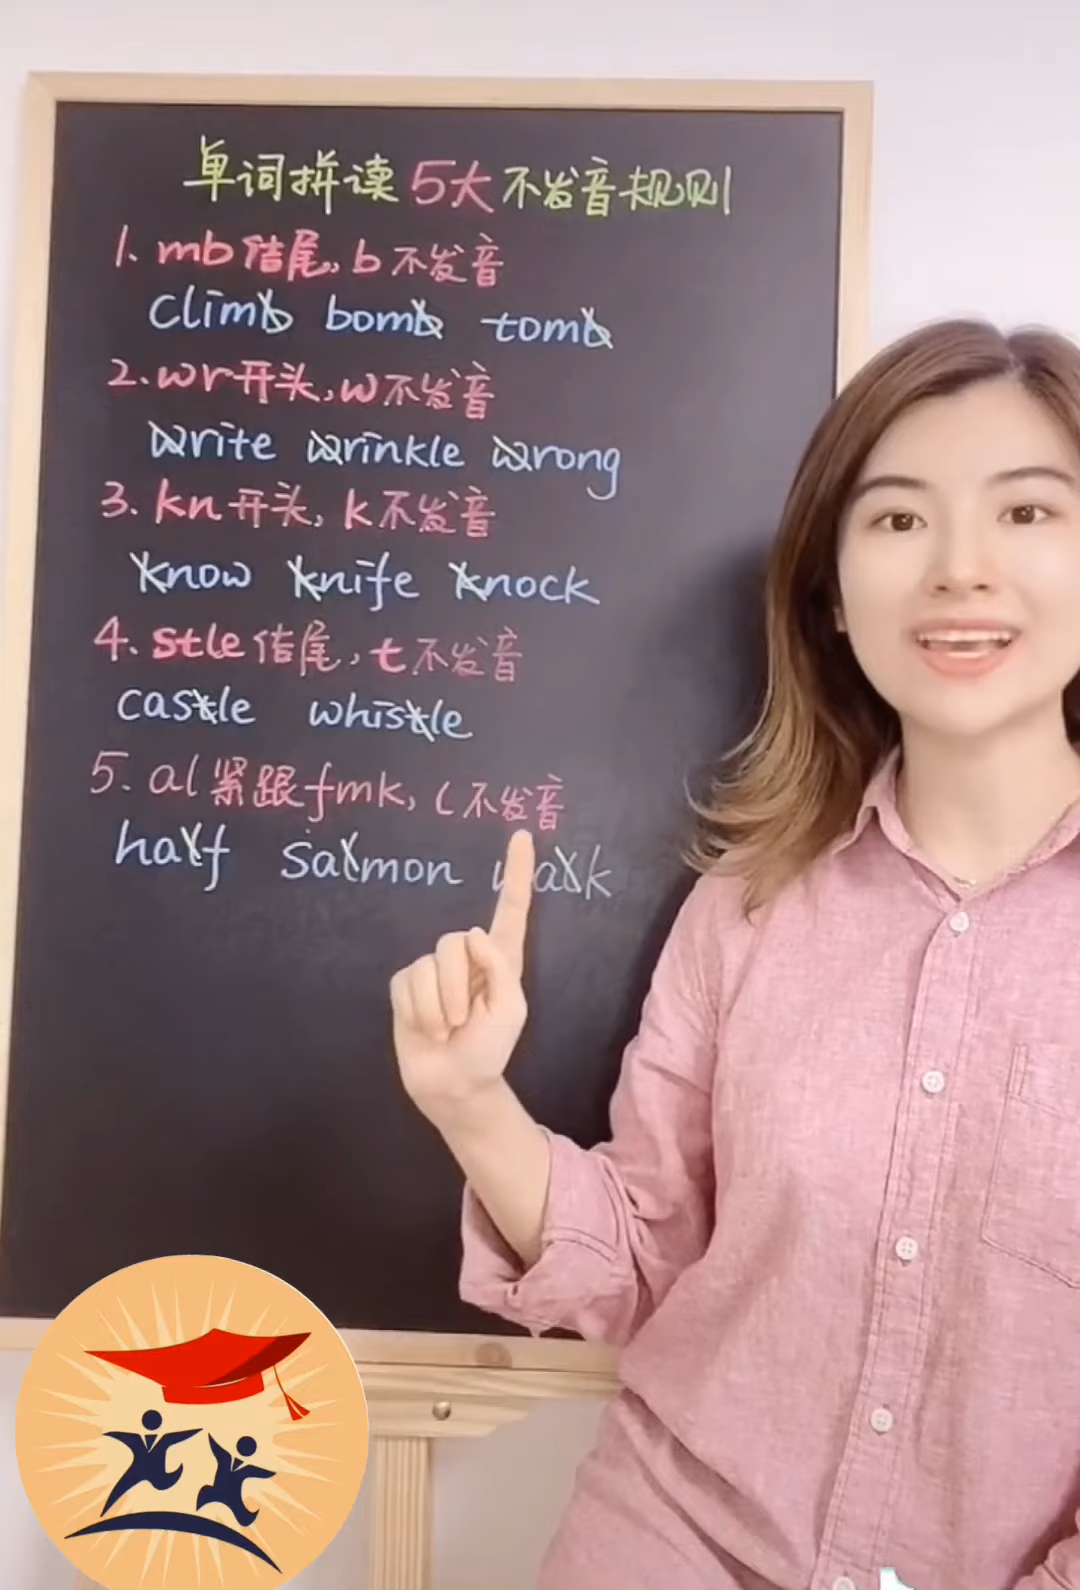 单词拼读5大不发音规则
1. mb结尾, b不发音
climb bomb tomb
2. wr开头, w不发音
write wrinkle wrong
3. kn开头, k不发音
know knife knock
4. stle结尾, t不发音
castle whistle
5. al紧跟fmk, l不发音
half salmon